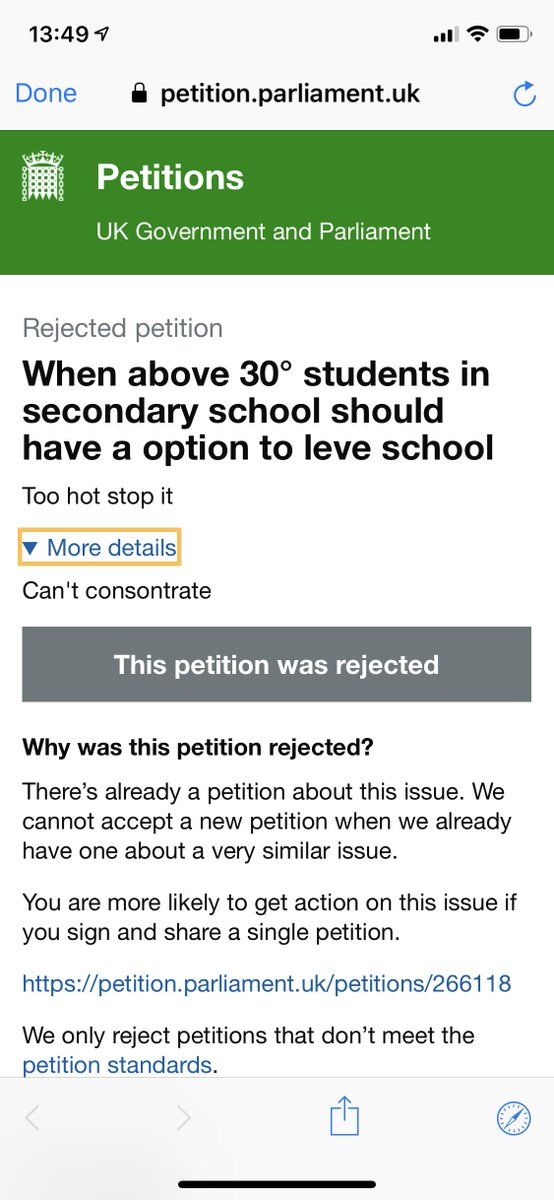 13:49
Done petition.parliament.uk
Petitions
UK Government and Parliament
Rejected petition
When above 30° students in
secondary school should
have a option to leve school
Too hot stop it
▼ More details
Can't consontrate
This petition was rejected
Why was this petition rejected?
There’s already a petition about this issue. We
cannot accept a new petition when we already
have one about a very similar issue.
You are more likely to get action on this issue if
you sign and share a single petition.
https://petition.parliament.uk/petitions/266118
We only reject petitions that don’t meet the
petition standards.